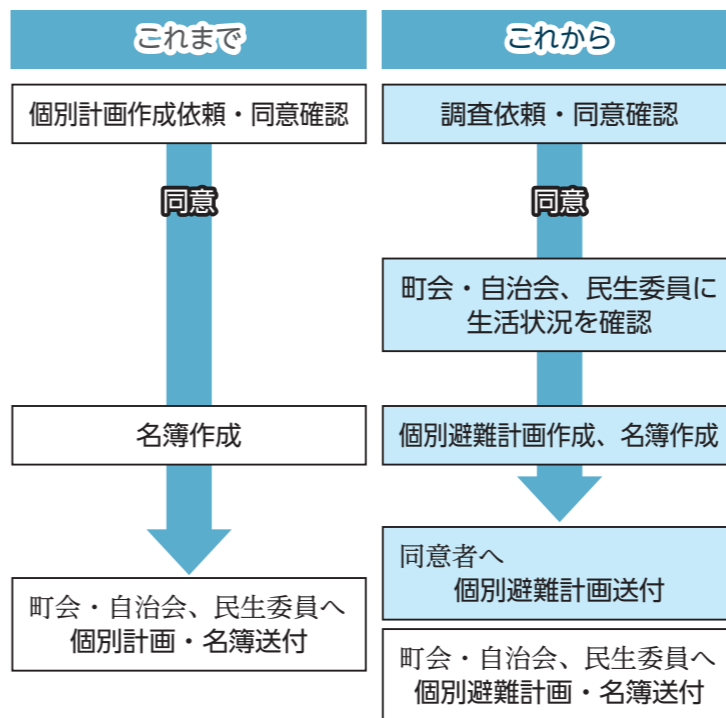 これまで
個別計画作成依頼・同意確認
同意
名簿作成
町会・自治会、民生委員へ
個別計画・名簿送付
これから
調査依頼・同意確認
同意
町会・自治会、民生委員に
生活状況を確認
個別避難計画作成、名簿作成
同意者へ
個別避難計画送付
町会・自治会、民生委員へ
個別避難計画・名簿送付